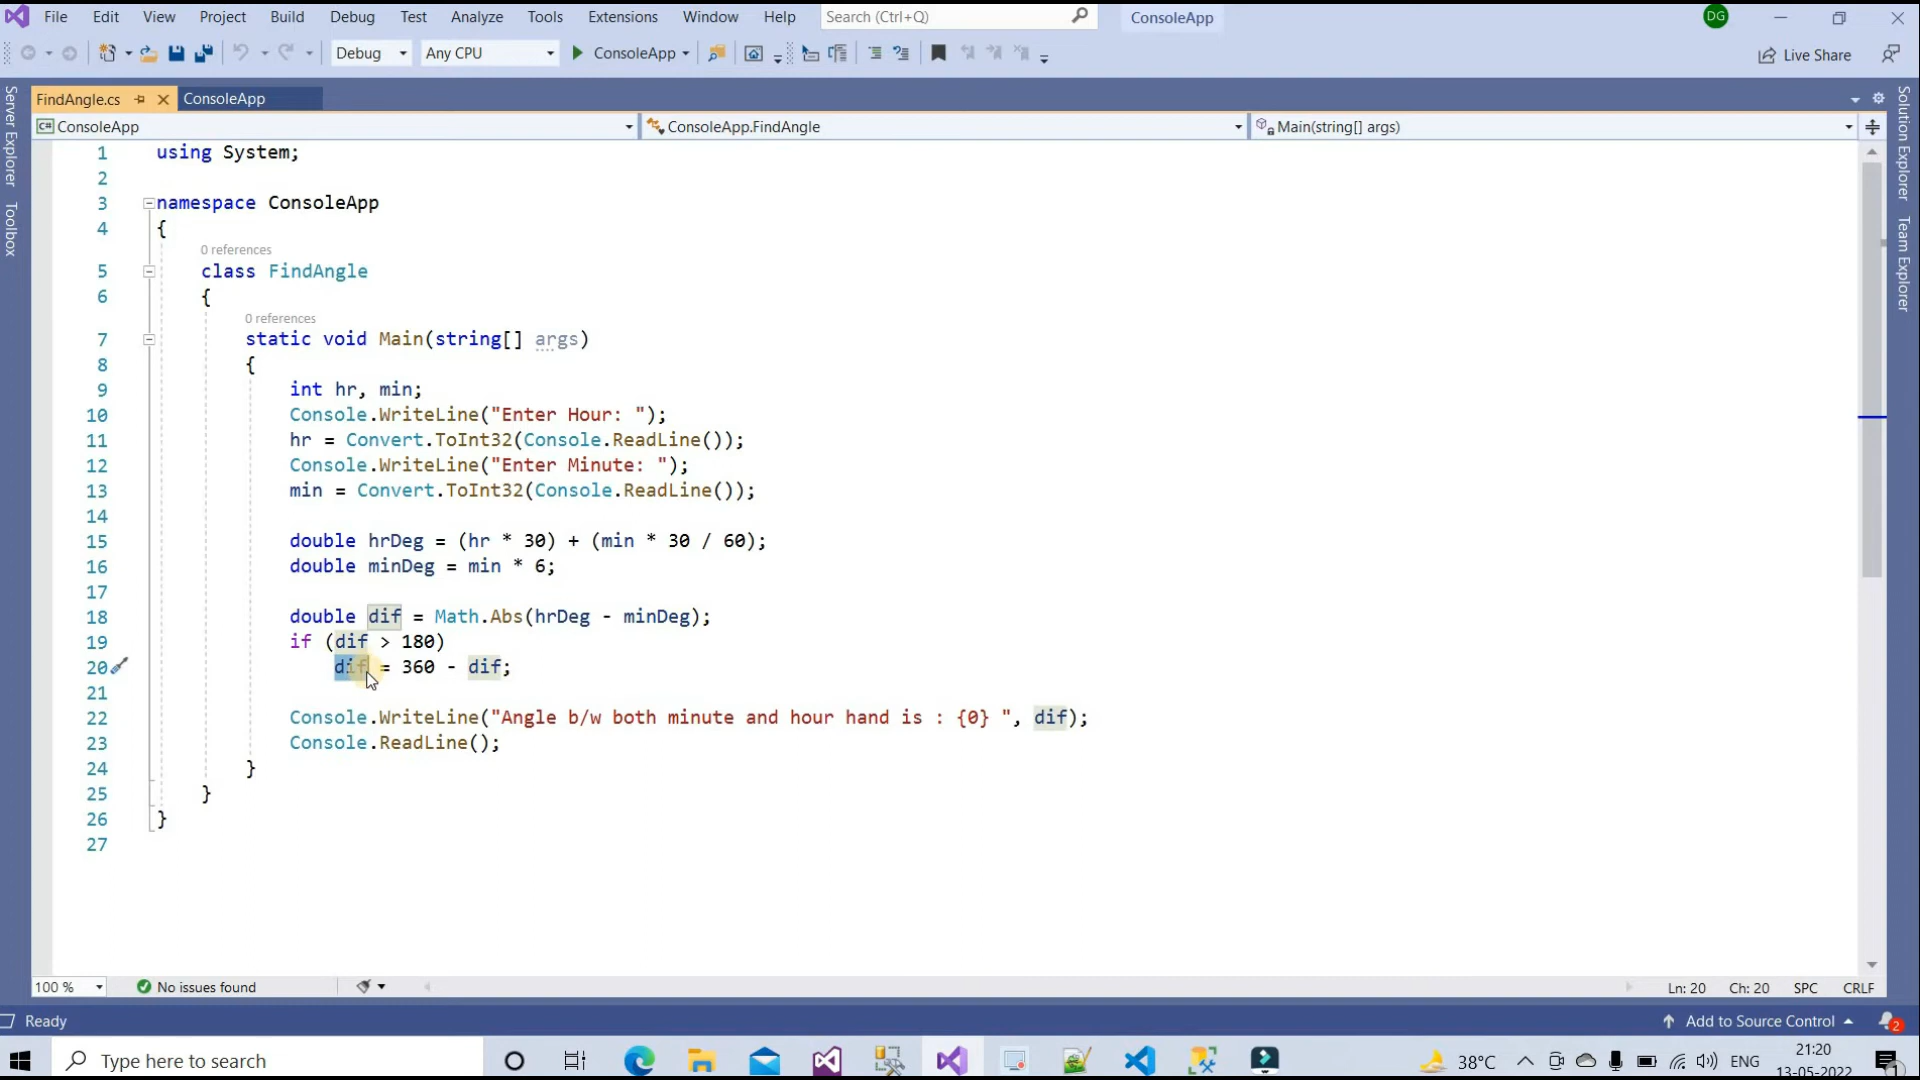 File Edit View Project Build Debug Test Analyze Tools Extensions Window Help Search (Ctrl+Q) ConsoleApp DG
Debug Any CPU ConsoleApp Live Share
FindAngle.cs ConsoleApp
C# ConsoleApp ConsoleApp.FindAngle Main(string[] args)
Server Explorer
Toolbox
Solution Explorer
Team Explorer
1 using System;
2
3 namespace ConsoleApp
4 {
0 references
5 class FindAngle
6 {
0 references
7 static void Main(string[] args)
8 {
9 int hr, min;
10 Console.WriteLine("Enter Hour: ");
11 hr = Convert.ToInt32(Console.ReadLine());
12 Console.WriteLine("Enter Minute: ");
13 min = Convert.ToInt32(Console.ReadLine());
14
15 double hrDeg = (hr * 30) + (min * 30 / 60);
16 double minDeg = min * 6;
17
18 double dif = Math.Abs(hrDeg - minDeg);
19 if (dif > 180)
20 dif = 360 - dif;
21
22 Console.WriteLine("Angle b/w both minute and hour hand is : {0} ", dif);
23 Console.ReadLine();
24 }
25 }
26 }
27
100 % No issues found Ln: 20 Ch: 20 SPC CRLF
Ready Add to Source Control 2
Type here to search 38°C ENG 21:20
13-05-2022 1